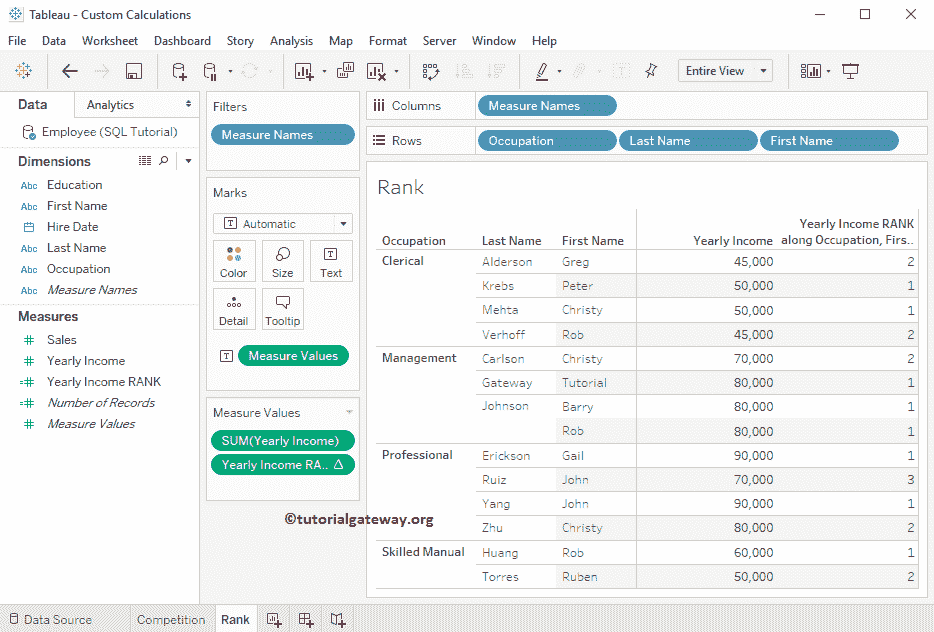 Tableau - Custom Calculations
File Data Worksheet Dashboard Story Analysis Map Format Server Window Help
Entire View
Data Analytics
Employee (SQL Tutorial)
Dimensions
Abc Education
Abc First Name
Hire Date
Abc Last Name
Abc Occupation
Abc Measure Names
Measures
# Sales
# Yearly Income
=# Yearly Income RANK
=# Number of Records
# Measure Values
Filters
Measure Names
Marks
T Automatic
Color Size Text
Detail Tooltip
T Measure Values
Measure Values
SUM(Yearly Income)
Yearly Income RA.. Δ
©tutorialgateway.org
Columns Measure Names
Rows Occupation Last Name First Name
Rank
Yearly Income RANK
Occupation Last Name First Name Yearly Income along Occupation, Firs..
Clerical Alderson Greg 45,000 2
Krebs Peter 50,000 1
Mehta Christy 50,000 1
Verhoff Rob 45,000 2
Management Carlson Christy 70,000 2
Gateway Tutorial 80,000 1
Johnson Barry 80,000 1
Rob 80,000 1
Professional Erickson Gail 90,000 1
Ruiz John 70,000 3
Yang John 90,000 1
Zhu Christy 80,000 2
Skilled Manual Huang Rob 60,000 1
Torres Ruben 50,000 2
Data Source Competition Rank